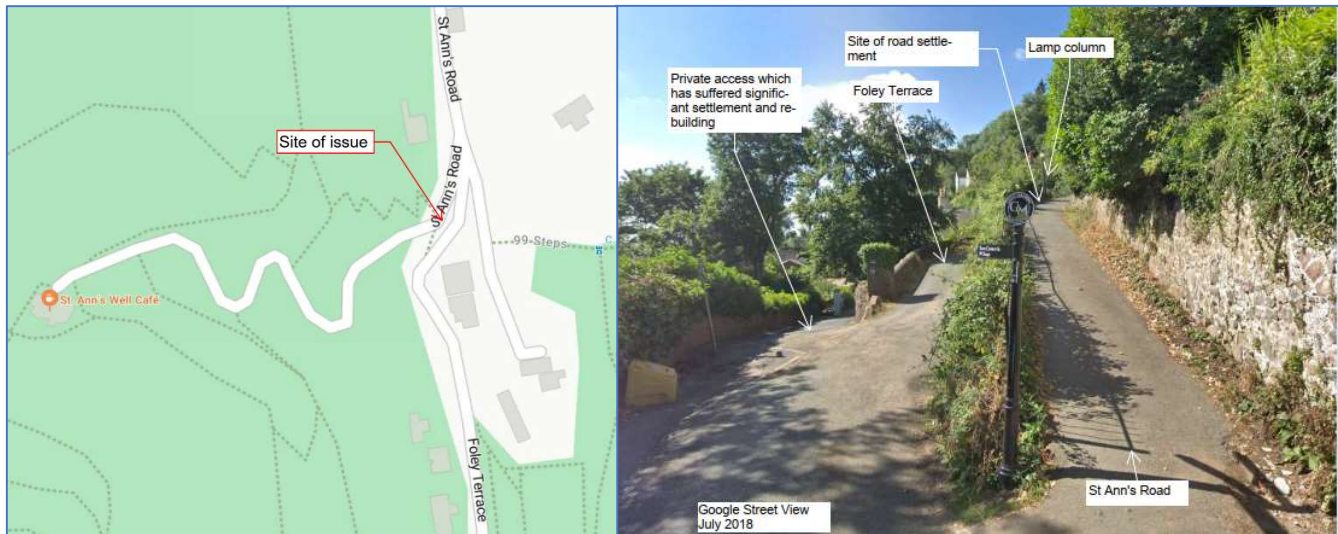 St Ann's Road
Site of issue
St Ann's Road
99 Steps
St. Ann's Well Café
Foley Terrace
Private access which
has suffered signific-
ant settlement and re-
building
Site of road settle-
ment
Lamp column
Foley Terrace
St Ann's Road
Google Street View
July 2018